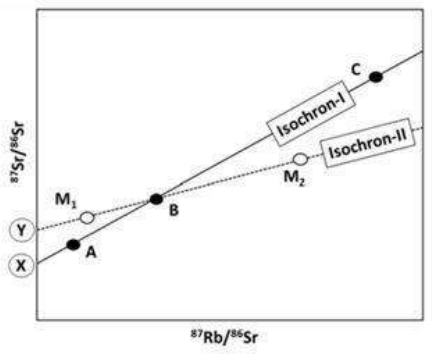 C
Isochron-I
Isochron-II
⁸⁷Sr/⁸⁶Sr
M₁
B
M₂
Y
A
X
⁸⁷Rb/⁸⁶Sr